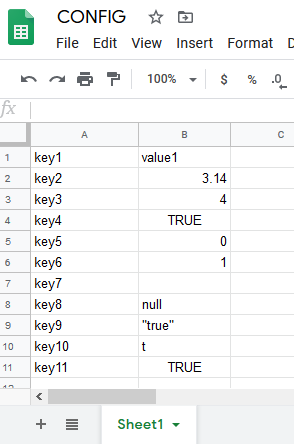 CONFIG
File Edit View Insert Format
100% $ % .0
fx
A B C
1 key1 value1
2 key2 3.14
3 key3 4
4 key4 TRUE
5 key5 0
6 key6 1
7 key7
8 key8 null
9 key9 "true"
10 key10 t
11 key11 TRUE
Sheet1